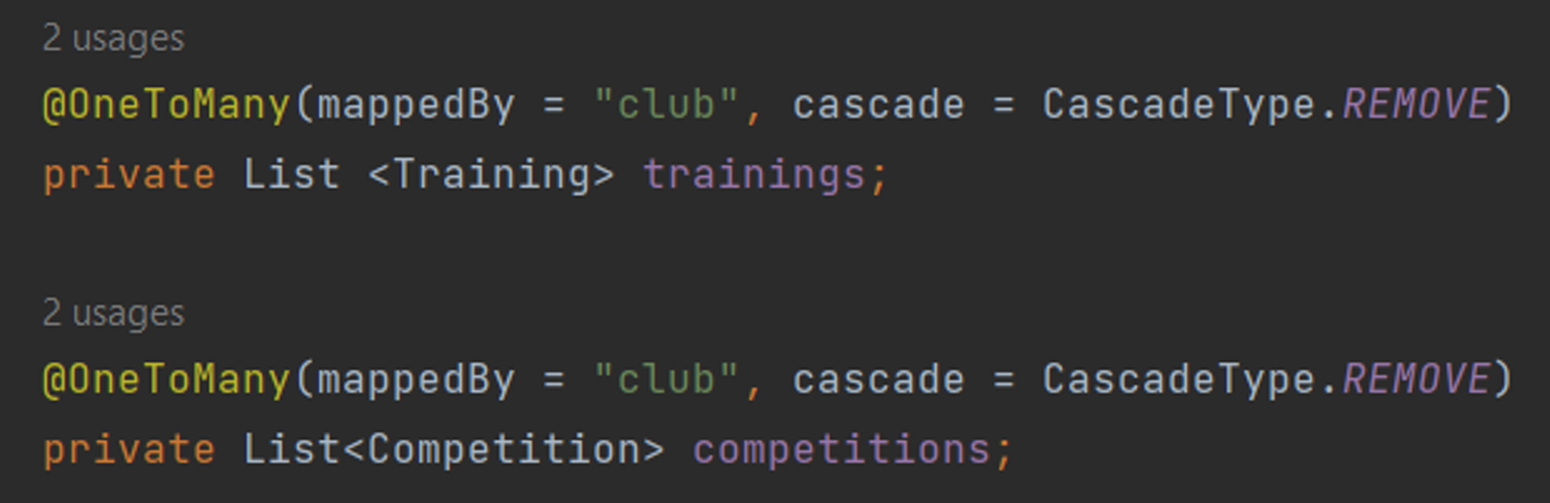 2 usages
@OneToMany(mappedBy = "club", cascade = CascadeType.REMOVE)
private List <Training> trainings;
2 usages
@OneToMany(mappedBy = "club", cascade = CascadeType.REMOVE)
private List<Competition> competitions;